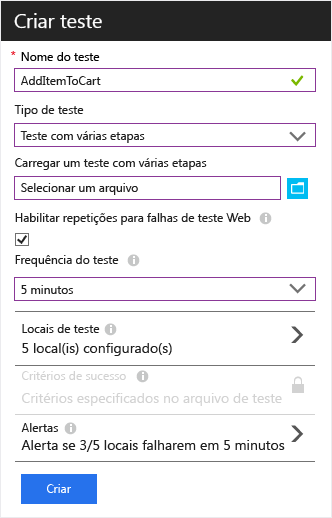 Criar teste
* Nome do teste
AddItemToCart
Tipo de teste
Teste com várias etapas
Carregar um teste com várias etapas
Selecionar um arquivo
Habilitar repetições para falhas de teste Web
Frequência do teste
5 minutos
Locais de teste
5 local(is) configurado(s)
Critérios de sucesso
Critérios especificados no arquivo de teste
Alertas
Alerta se 3/5 locais falharem em 5 minutos
Criar